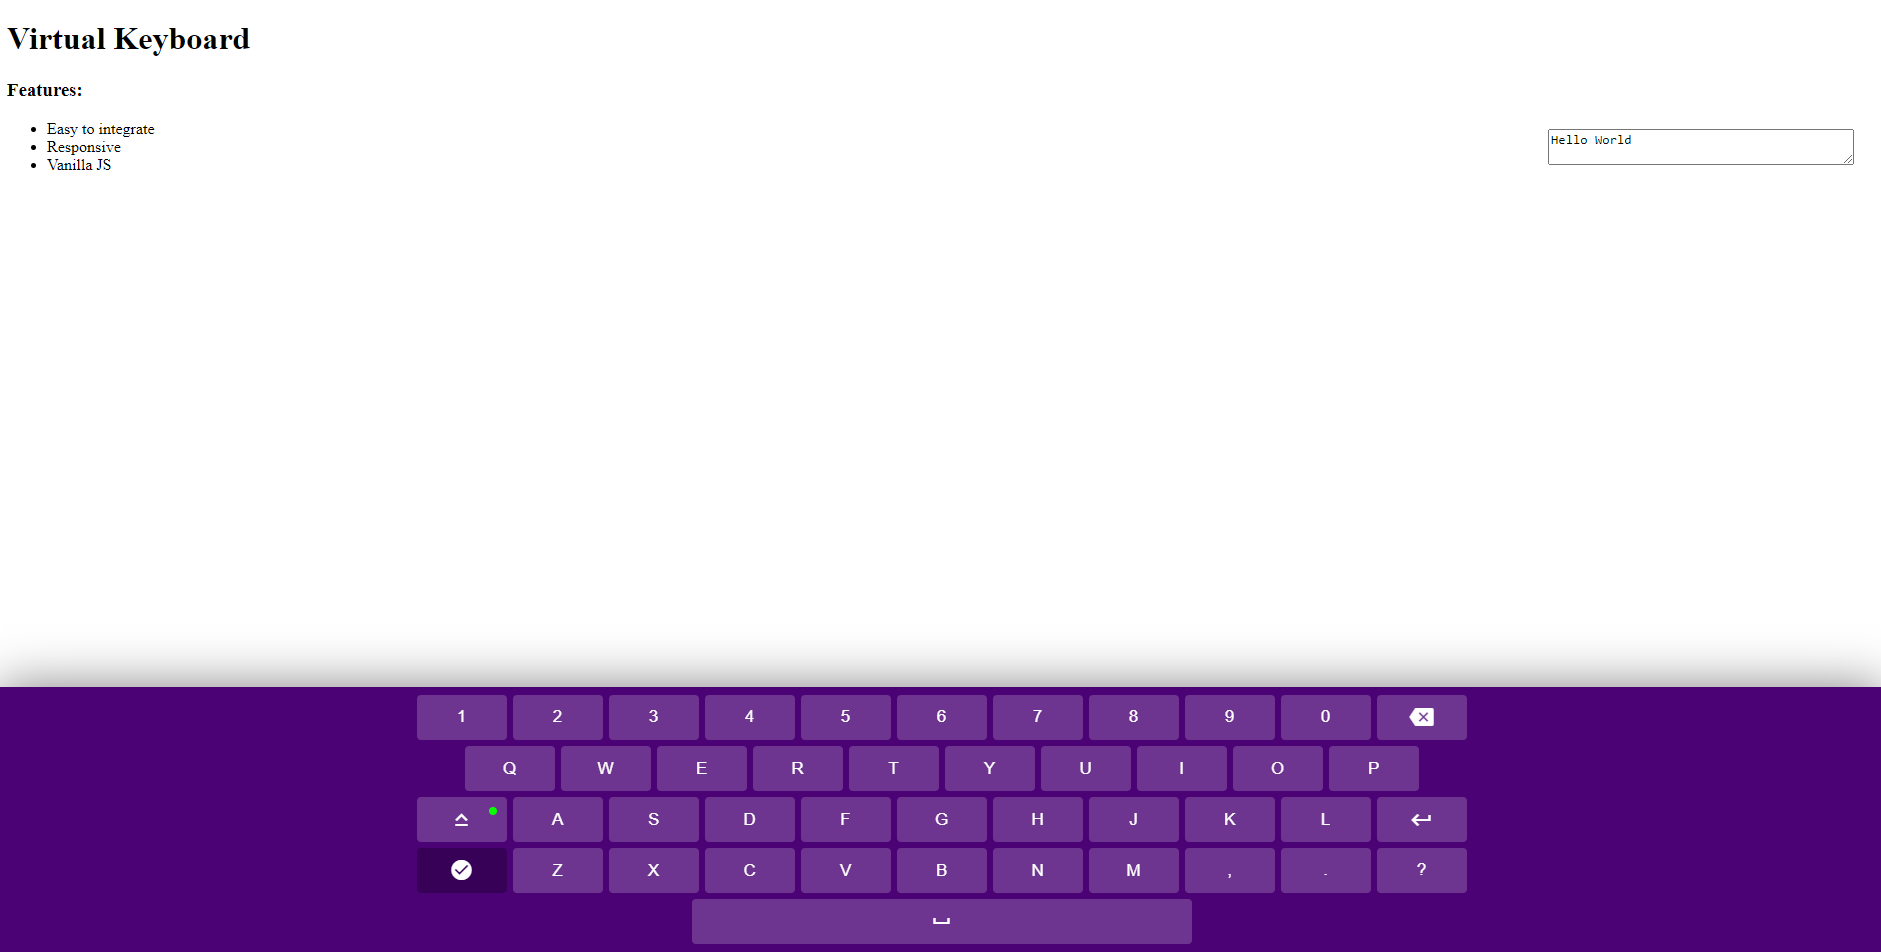 Virtual Keyboard
Features:
Easy to integrate
Responsive
Vanilla JS
Hello World
1 2 3 4 5 6 7 8 9 0
Q W E R T Y U I O P
A S D F G H J K L
Z X C V B N M , . ?